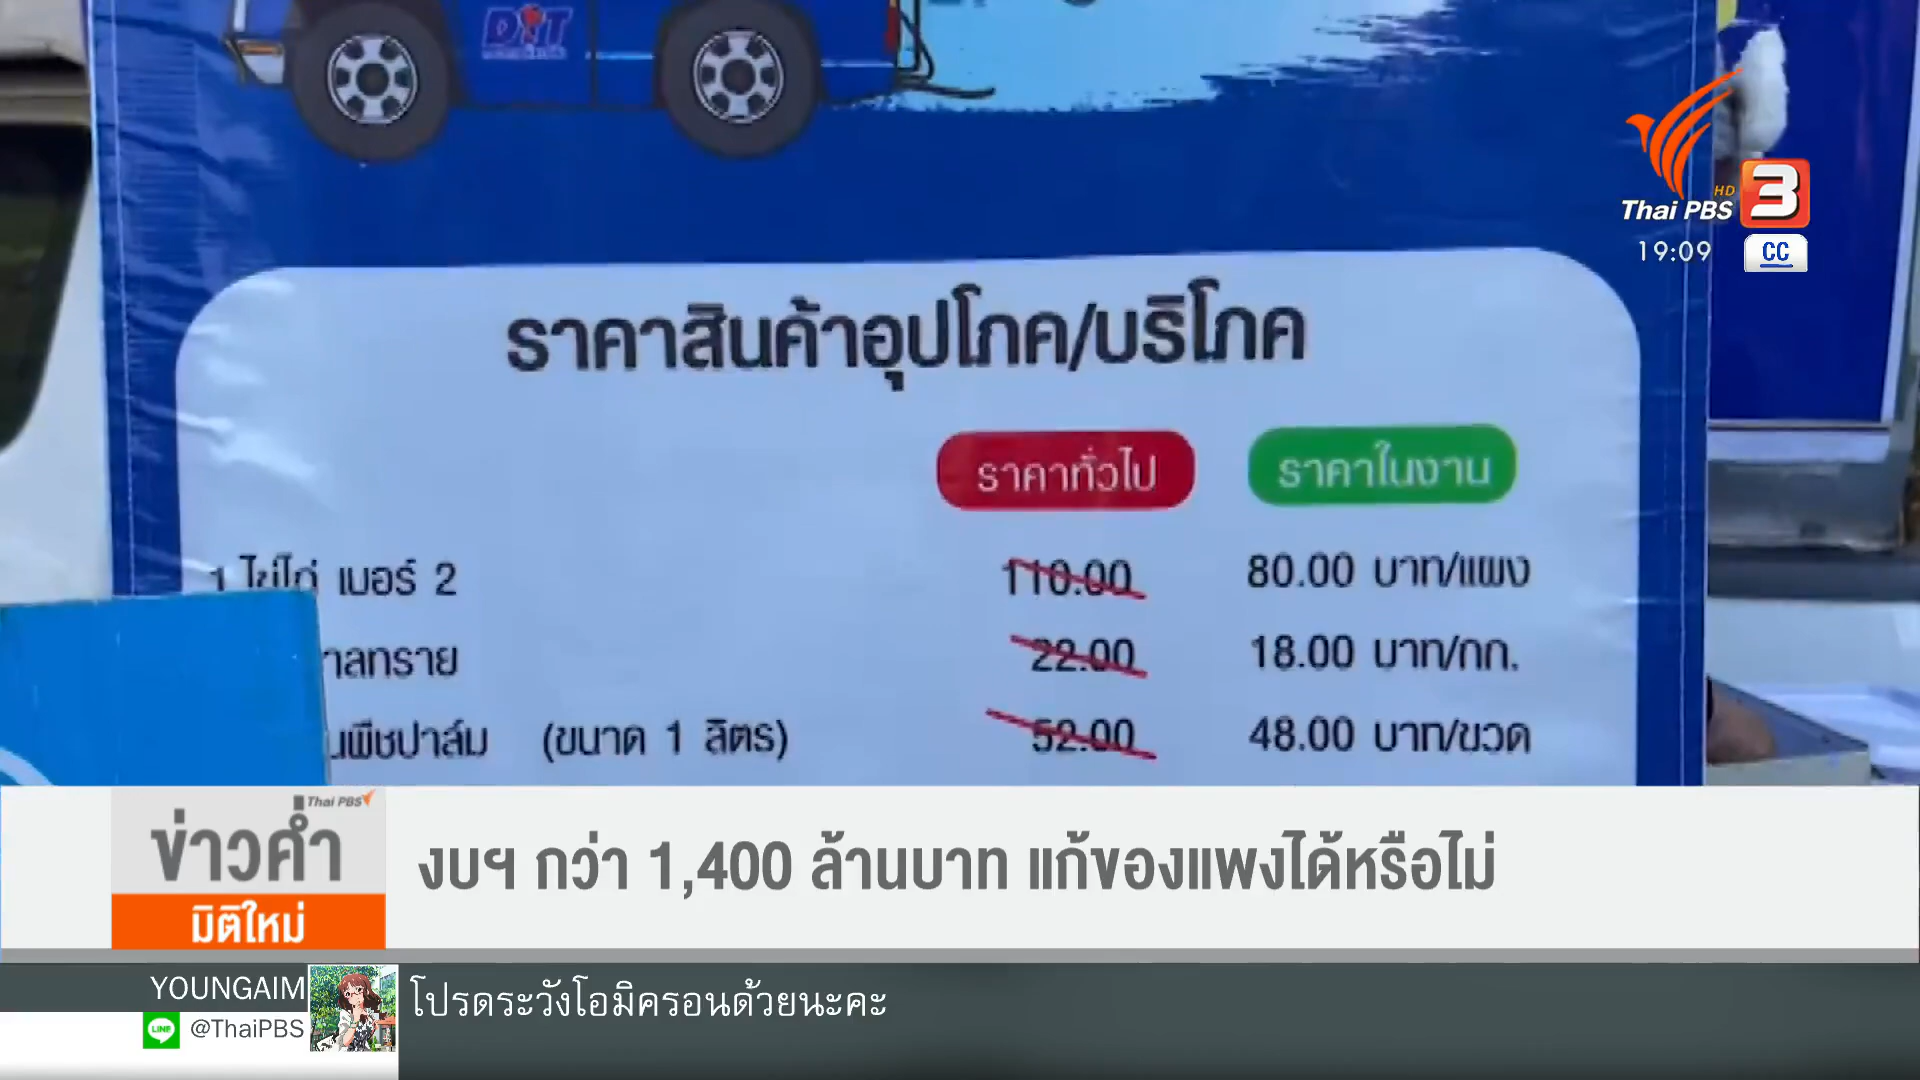 DIT
HD
Thai PBS 3
19:09 CC
ราคาสินค้าอุปโภค/บริโภค
ราคาทั่วไป ราคาในงาน
1 ไข่ไก่ เบอร์ 2 110.00 80.00 บาท/แผง
าลทราย 22.00 18.00 บาท/กก.
นพืชปาล์ม (ขนาด 1 ลิตร) 52.00 48.00 บาท/ขวด
Thai PBS
ข่าวค่ำ
มิติใหม่
งบฯ กว่า 1,400 ล้านบาท แก้ของแพงได้หรือไม่
YOUNGAIM
LINE @ThaiPBS
โปรดระวังโอมิครอนด้วยนะคะ